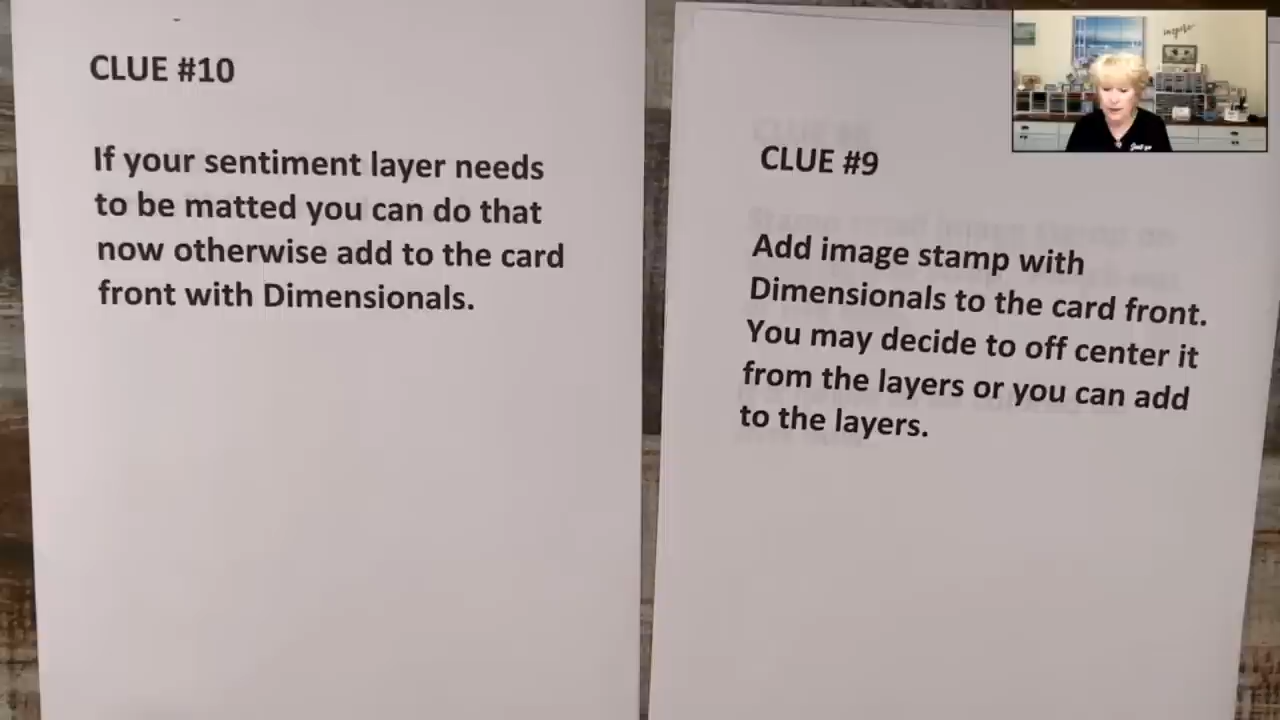 CLUE #10
If your sentiment layer needs
to be matted you can do that
now otherwise add to the card
front with Dimensionals.
CLUE #9
Add image stamp with
Dimensionals to the card front.
You may decide to off center it
from the layers or you can add
to the layers.
inspire